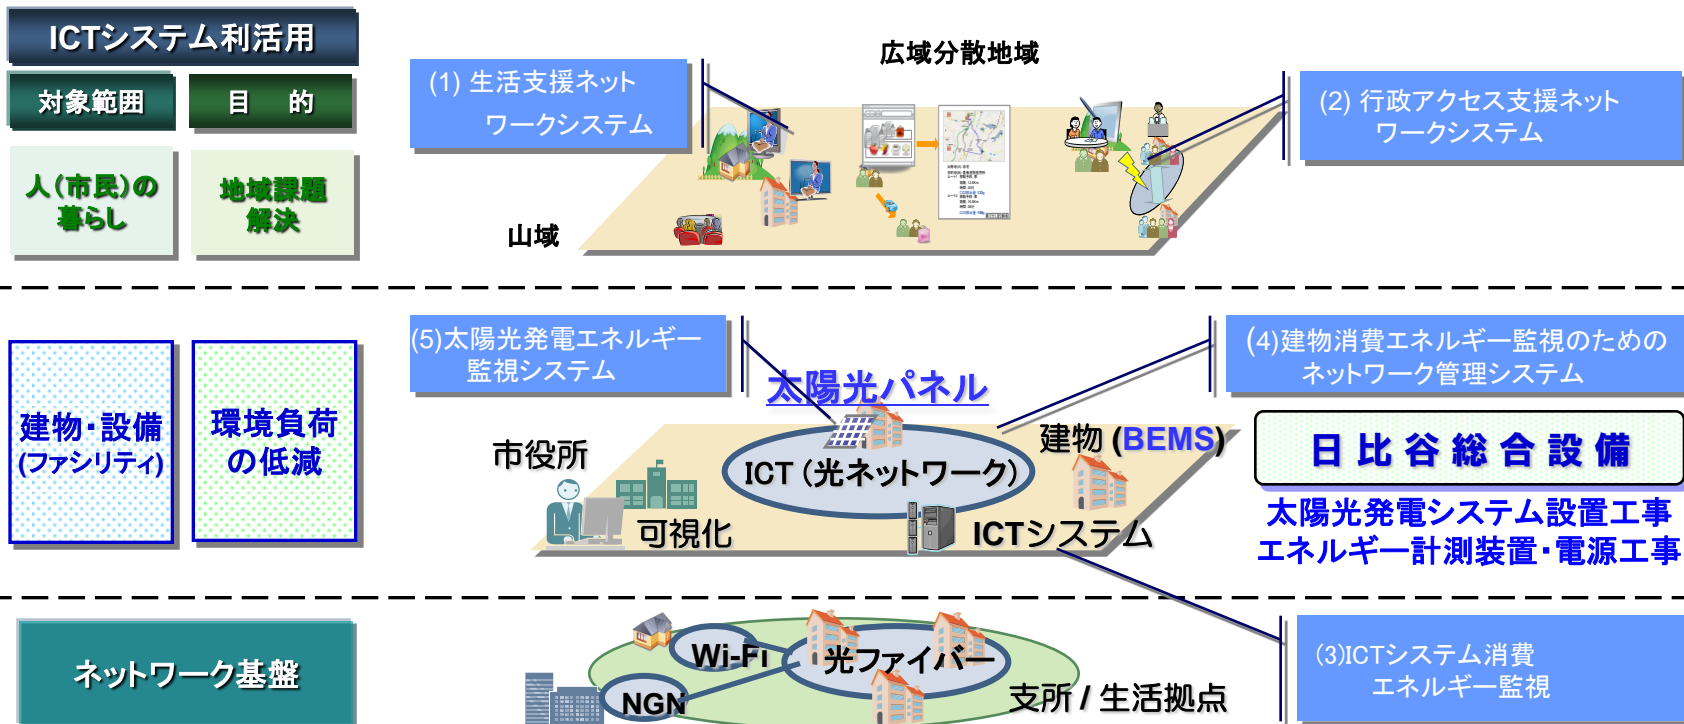 ICTシステム利活用
対象範囲
目 的
人(市民)の
暮らし
地域課題
解決
広域分散地域
(1) 生活支援ネット
ワークシステム
(2) 行政アクセス支援ネット
ワークシステム
山域
建物・設備
(ファシリティ)
環境負荷
の低減
(5)太陽光発電エネルギー
監視システム
(4)建物消費エネルギー監視のための
ネットワーク管理システム
太陽光パネル
市役所
ICT (光ネットワーク)
建物 (BEMS)
可視化
ICTシステム
日比谷総合設備
太陽光発電システム設置工事
エネルギー計測装置・電源工事
ネットワーク基盤
Wi-Fi
光ファイバー
NGN
支所 / 生活拠点
(3)ICTシステム消費
エネルギー監視